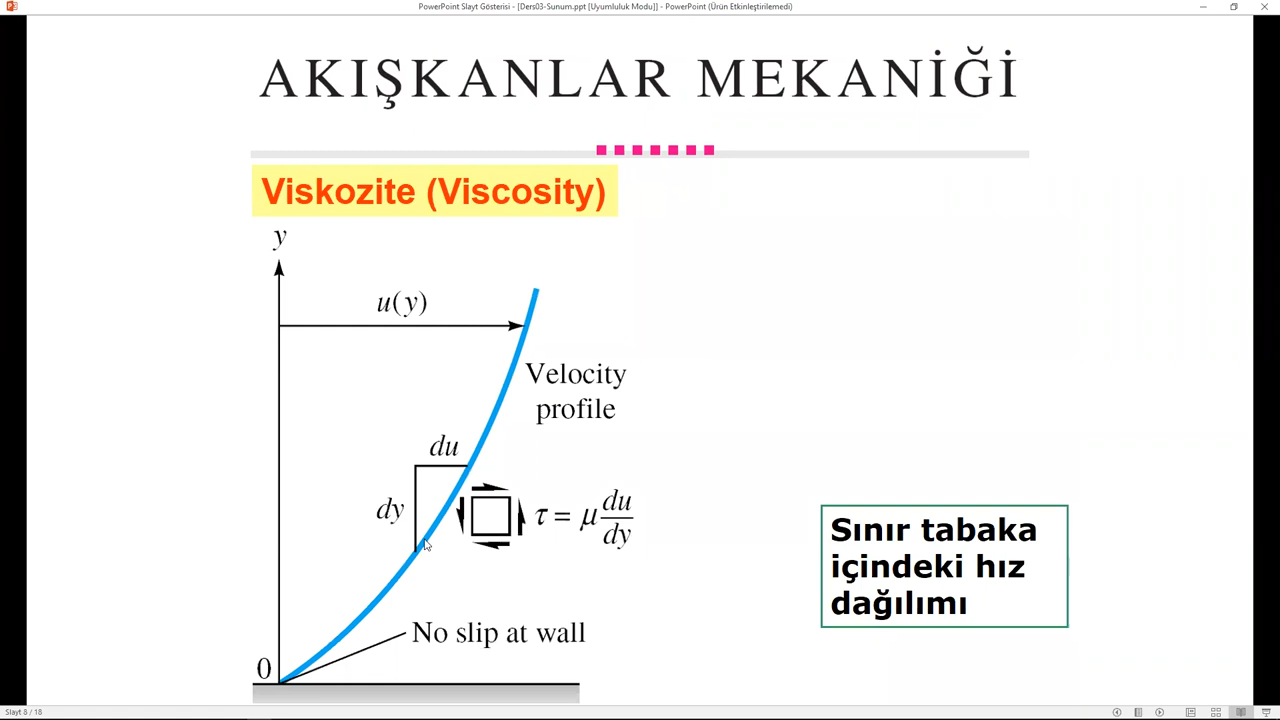 PowerPoint Slayt Gösterisi - [Ders03-Sunum.ppt [Uyumluluk Modu]] - PowerPoint (Ürün Etkinleştirilemedi)
AKIŞKANLAR MEKANİĞİ
Viskozite (Viscosity)
y
u(y)
Velocity
profile
du
dy
τ = μ du/dy
Sınır tabaka
içindeki hız
dağılımı
No slip at wall
0
Slayt 8 / 18